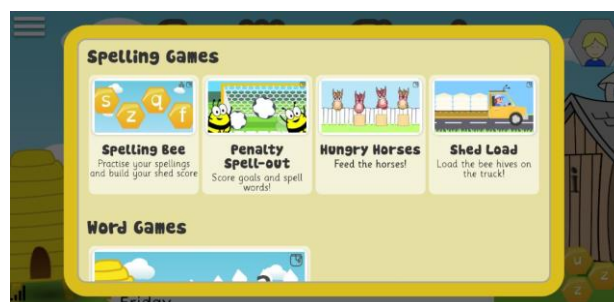 Spelling Games
s
z
q
f
Spelling Bee
Practise your spellings
and build your shed score
Penalty
Spell-out
Score goals and spell
words!
Hungry Horses
Feed the horses!
Shed Load
Load the bee hives on
the truck!
Word Games
Friday
u
z
z